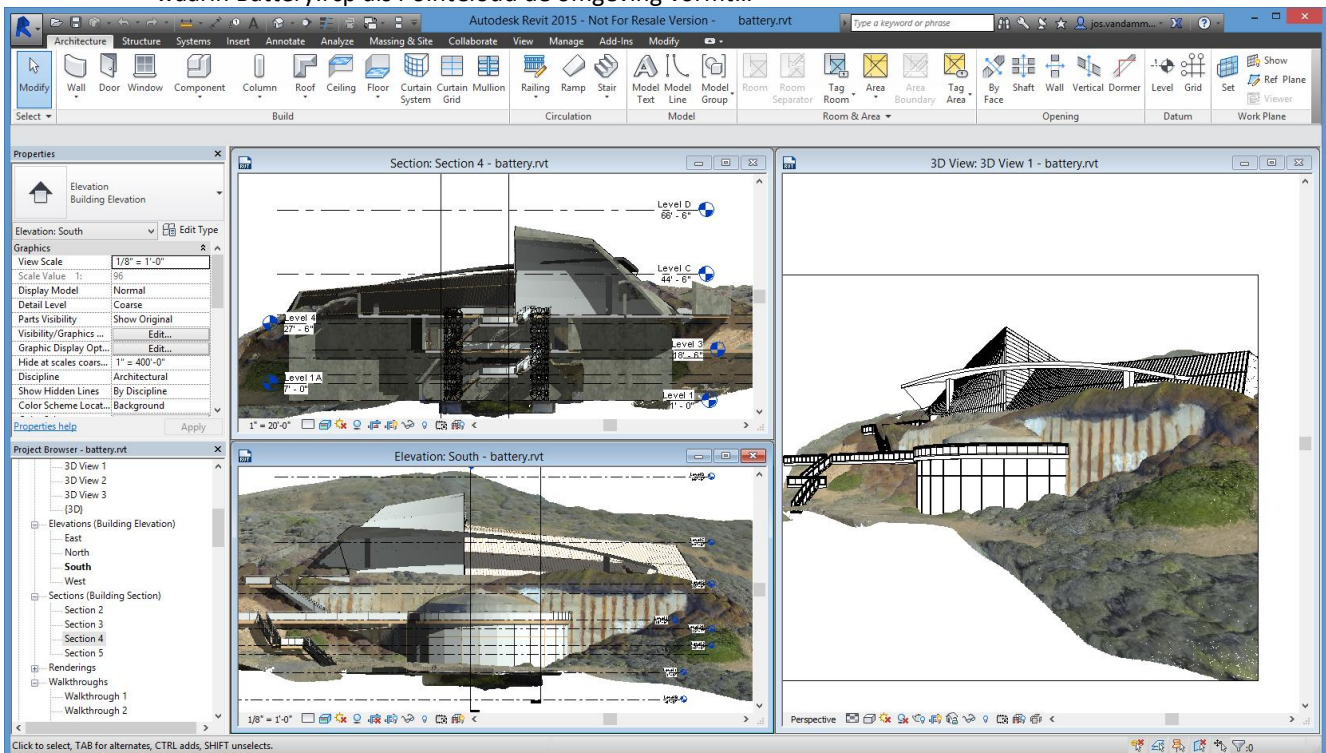 waarin Battery.rcp als Pointcloud de omgeving vormt...
Autodesk Revit 2015 - Not For Resale Version - battery.rvt
Type a keyword or phrase
jos.vandamm...
Architecture Structure Systems Insert Annotate Analyze Massing & Site Collaborate View Manage Add-Ins Modify
Modify Wall Door Window Component Column Roof Ceiling Floor Curtain System Curtain Grid Mullion Railing Ramp Stair Model Text Model Line Model Group Room Room Separator Tag Room Area Area Boundary Tag Area By Face Shaft Wall Vertical Dormer Level Grid Set Show
Ref Plane
Viewer
Select Build Circulation Model Room & Area Opening Datum Work Plane
Properties
Elevation
Building Elevation
Elevation: South Edit Type
Graphics
View Scale 1/8" = 1'-0"
Scale Value 1: 96
Display Model Normal
Detail Level Coarse
Parts Visibility Show Original
Visibility/Graphics ... Edit...
Graphic Display Opt... Edit...
Hide at scales coars... 1" = 400'-0"
Discipline Architectural
Show Hidden Lines By Discipline
Color Scheme Locat... Background
Properties help Apply
Project Browser - battery.rvt
3D View 1
3D View 2
3D View 3
{3D}
Elevations (Building Elevation)
East
North
South
West
Sections (Building Section)
Section 2
Section 3
Section 4
Section 5
Renderings
Walkthroughs
Walkthrough 1
Walkthrough 2
Section: Section 4 - battery.rvt
Level D
66' - 6"
Level C
44' - 6"
Level 4
27' - 6"
Level 3
18' - 6"
Level 1A
7' - 0"
Level 1
1' - 0"
1" = 20'-0"
Elevation: South - battery.rvt
1/8" = 1'-0"
3D View: 3D View 1 - battery.rvt
Perspective
Click to select, TAB for alternates, CTRL adds, SHIFT unselects.
:0